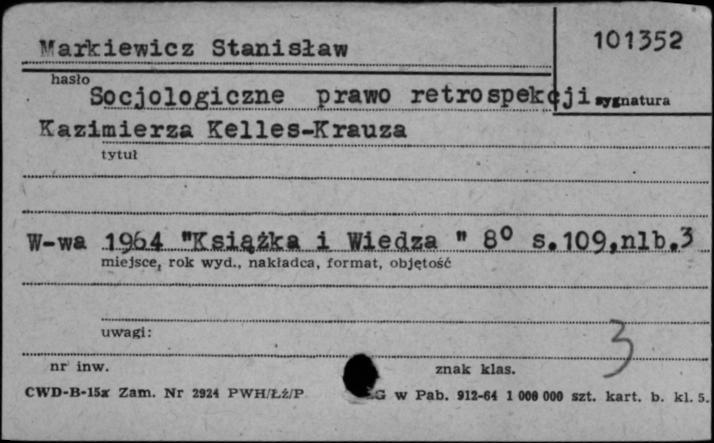 Markiewicz Stanisław
101352
hasło
Socjologiczne prawo retrospekcji
sygnatura
Kazimierza Kelles-Krauza
tytuł
W-wa 1964 "Książka i Wiedza " 8° s.109,nlb.3
miejsce, rok wyd., nakładca, format, objętość
uwagi:
3
nr inw.
znak klas.
CWD-B-15a Zam. Nr 2924 PWH/Łż/P G w Pab. 912-64 1 000 000 szt. kart. b. kl. 5.